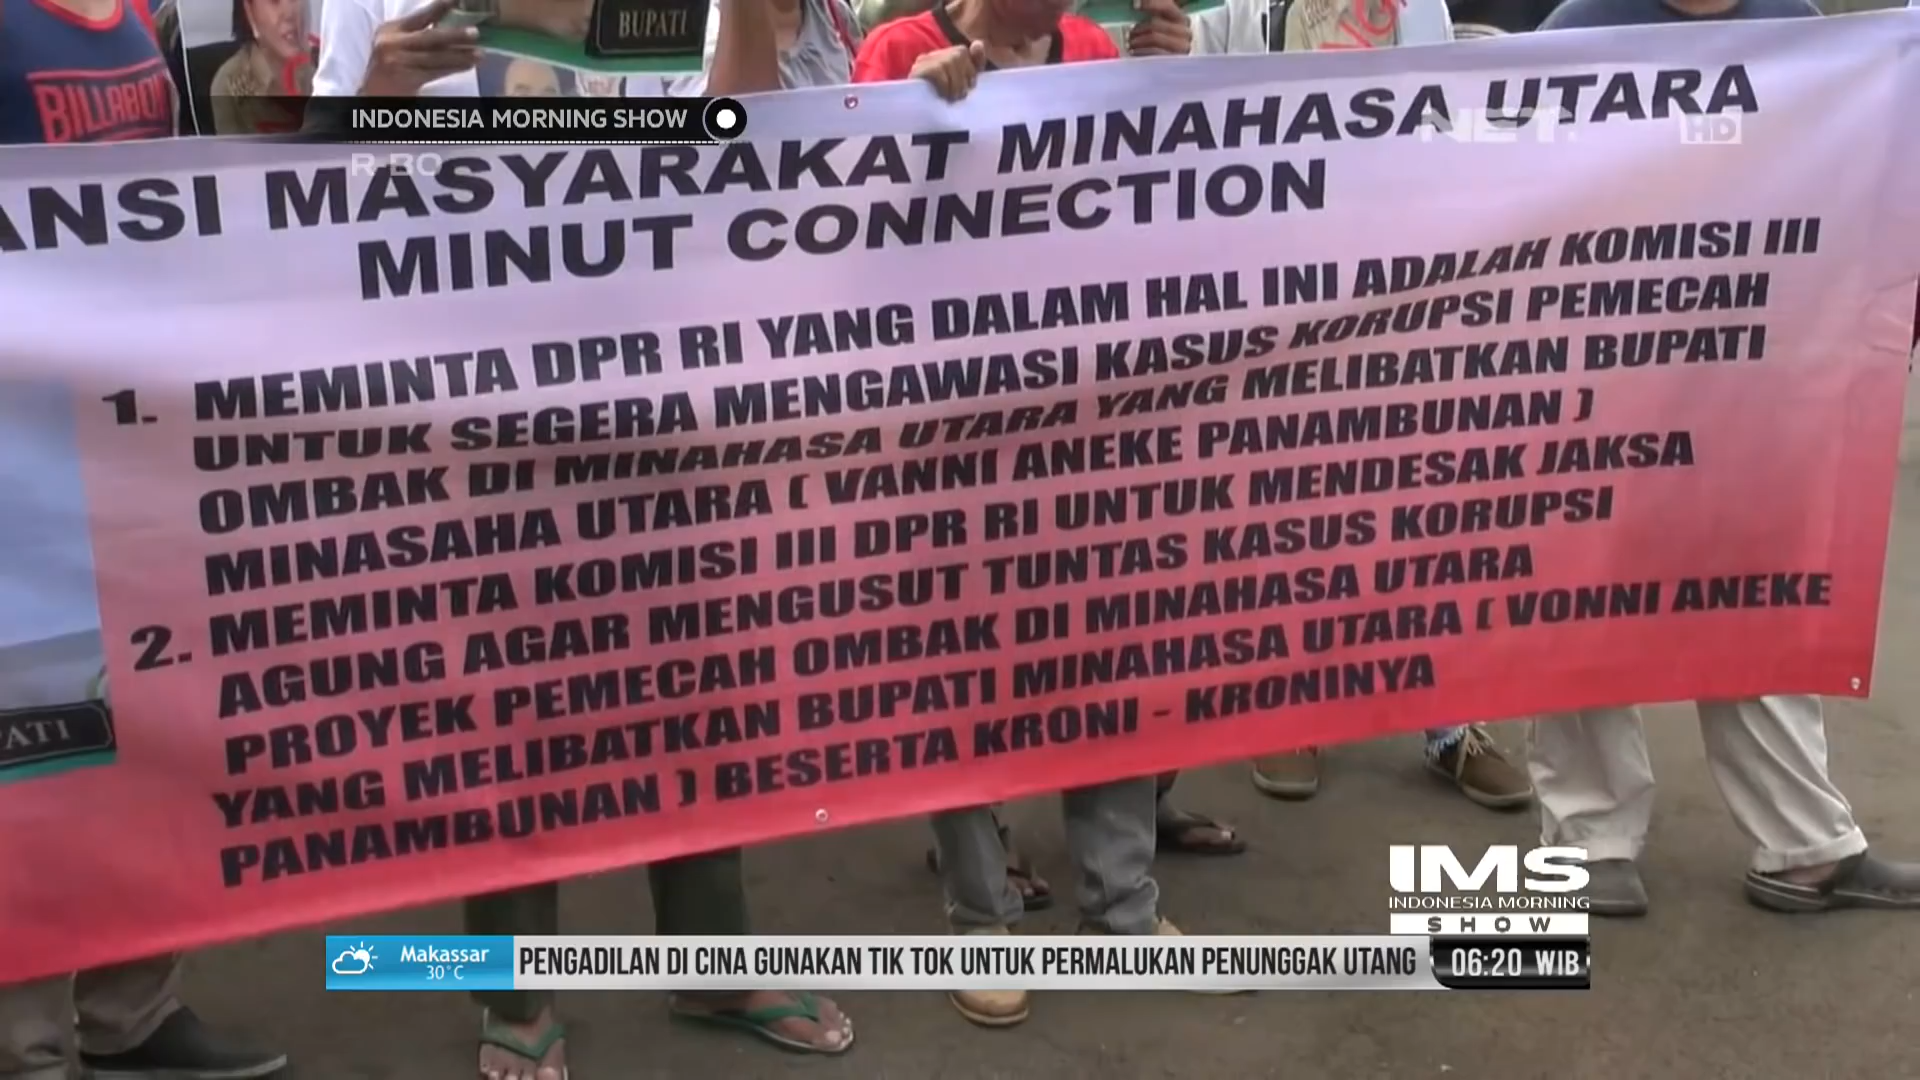 BUPATI
BILLABON
INDONESIA MORNING SHOW
NET.
HD
ANSI MASYARAKAT MINAHASA UTARA
MINUT CONNECTION
1. MEMINTA DPR RI YANG DALAM HAL INI ADALAH KOMISI III
UNTUK SEGERA MENGAWASI KASUS KORUPSI PEMECAH
OMBAK DI MINAHASA UTARA YANG MELIBATKAN BUPATI
MINASAHA UTARA ( VANNI ANEKE PANAMBUNAN )
2. MEMINTA KOMISI III DPR RI UNTUK MENDESAK JAKSA
AGUNG AGAR MENGUSUT TUNTAS KASUS KORUPSI
PROYEK PEMECAH OMBAK DI MINAHASA UTARA
YANG MELIBATKAN BUPATI MINAHASA UTARA ( VONNI ANEKE
PANAMBUNAN ) BESERTA KRONI - KRONINYA
PATI
IMS
INDONESIA MORNING
SHOW
Makassar
30°C
PENGADILAN DI CINA GUNAKAN TIK TOK UNTUK PERMALUKAN PENUNGGAK UTANG
06:20 WIB